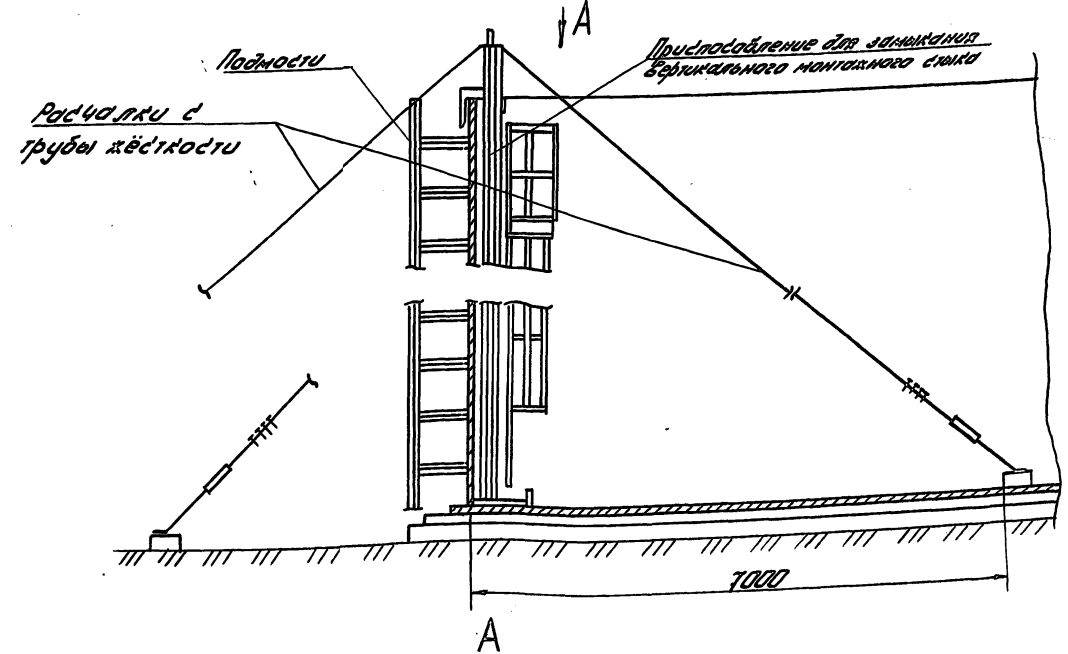 А
Подмости
Приспособление для замыкания
вертикального монтажного стыка
Расчалки с
трубы жёсткости
7000
А